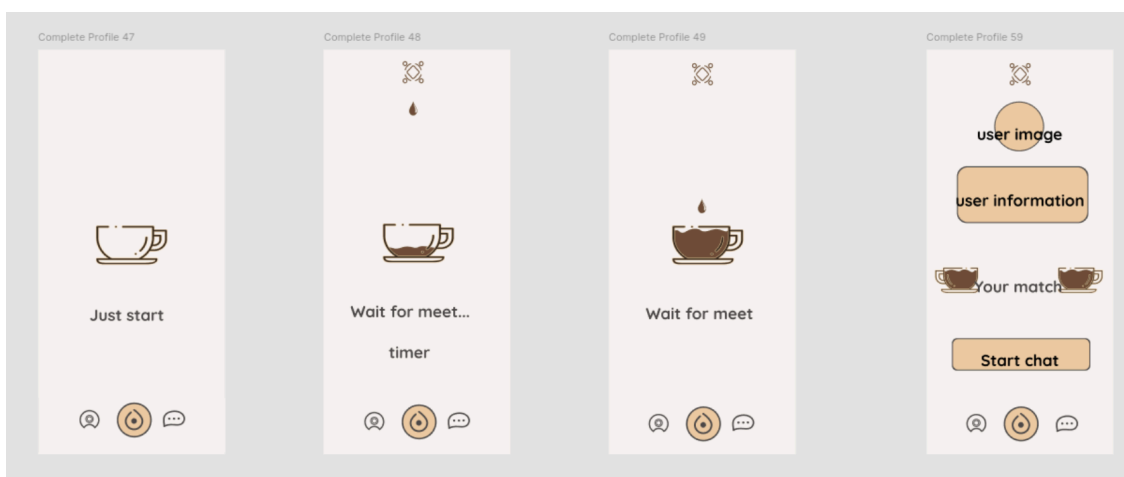 Complete Profile 47
Just start
Complete Profile 48
Wait for meet...
timer
Complete Profile 49
Wait for meet
Complete Profile 59
user image
user information
Your match
Start chat